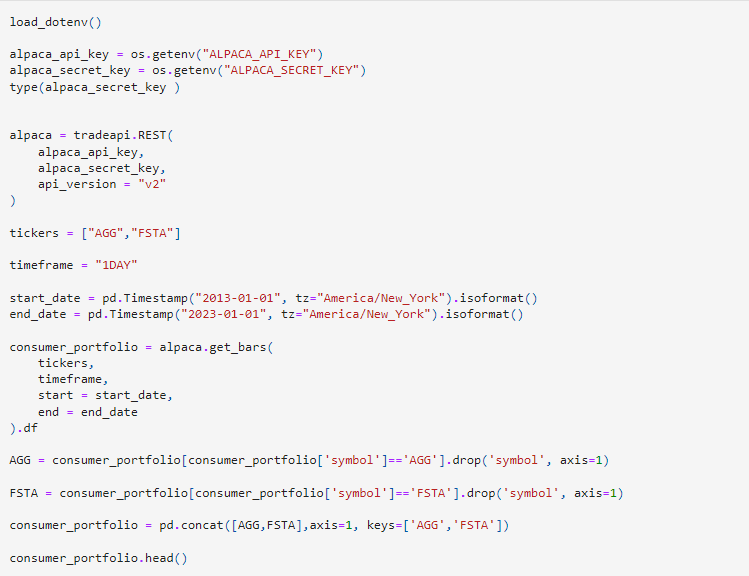 load_dotenv()
alpaca_api_key = os.getenv("ALPACA_API_KEY")
alpaca_secret_key = os.getenv("ALPACA_SECRET_KEY")
type(alpaca_secret_key )
alpaca = tradeapi.REST(
    alpaca_api_key,
    alpaca_secret_key,
    api_version = "v2"
)
tickers = ["AGG","FSTA"]
timeframe = "1DAY"
start_date = pd.Timestamp("2013-01-01", tz="America/New_York").isoformat()
end_date = pd.Timestamp("2023-01-01", tz="America/New_York").isoformat()
consumer_portfolio = alpaca.get_bars(
    tickers,
    timeframe,
    start = start_date,
    end = end_date
).df
AGG = consumer_portfolio[consumer_portfolio['symbol']=='AGG'].drop('symbol', axis=1)
FSTA = consumer_portfolio[consumer_portfolio['symbol']=='FSTA'].drop('symbol', axis=1)
consumer_portfolio = pd.concat([AGG,FSTA],axis=1, keys=['AGG','FSTA'])
consumer_portfolio.head()